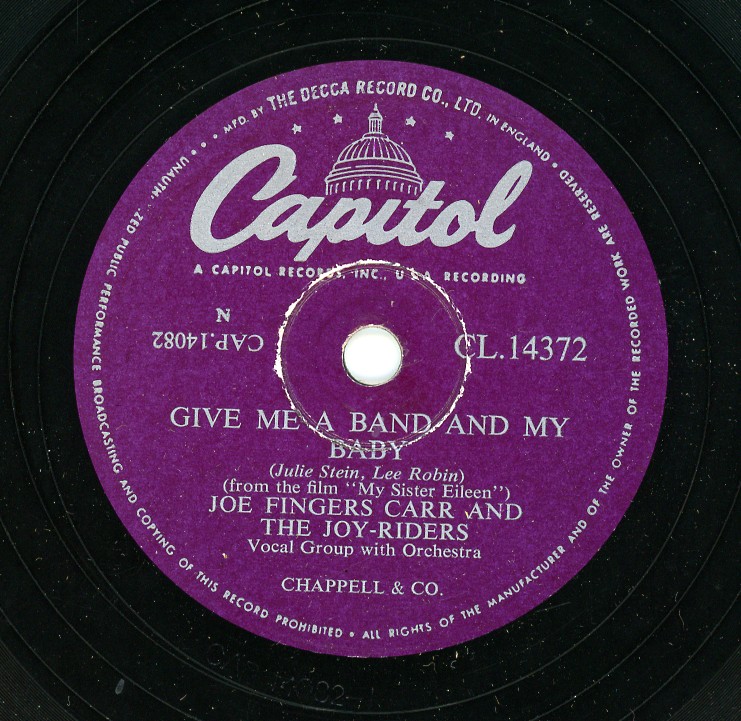 MFD. BY THE DECCA RECORD CO., LTD. IN ENGLAND • ALL RIGHTS OF THE MANUFACTURER AND OF THE OWNER OF THE RECORDED WORK ARE RESERVED
UNAUTH ZED PUBLIC PERFORMANCE BROADCASTING AND COPYING OF THIS RECORD PROHIBITED •
Capitol
A CAPITOL RECORDS, INC., U S A RECORDING
N
CAP.14082
CL.14372
GIVE ME A BAND AND MY
BABY
(Julie Stein, Lee Robin)
(from the film "My Sister Eileen")
JOE FINGERS CARR AND
THE JOY-RIDERS
Vocal Group with Orchestra
CHAPPELL & CO.